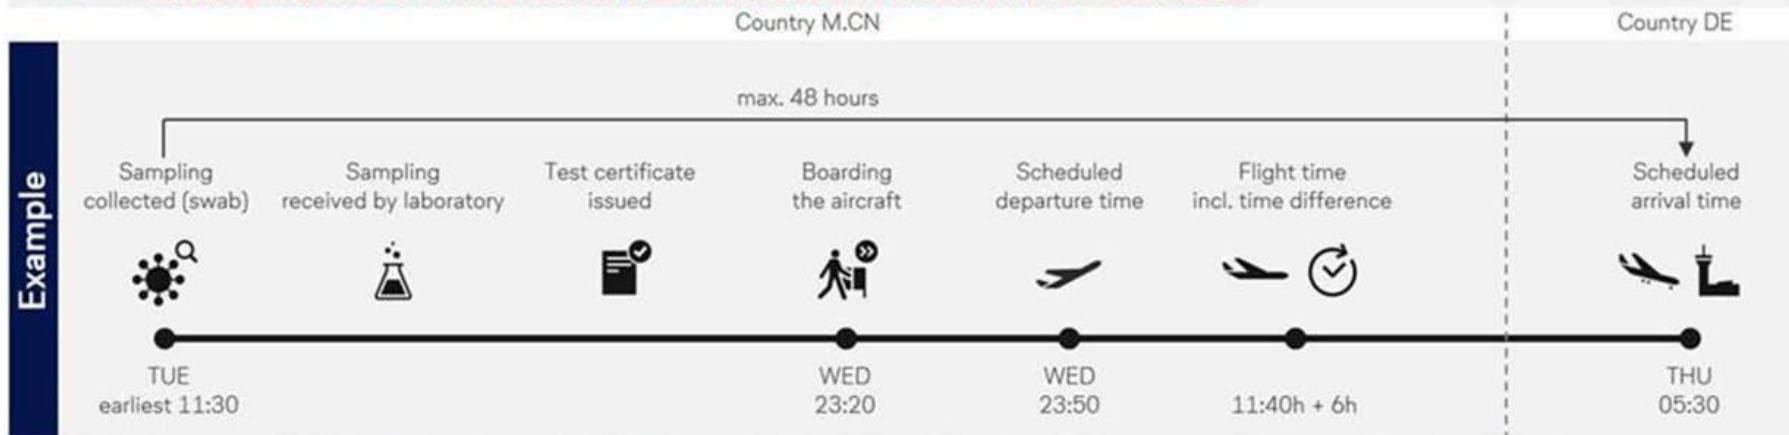 Country M.CN
Country DE
Example
max. 48 hours
Sampling
collected (swab)
Sampling
received by laboratory
Test certificate
issued
Boarding
the aircraft
Scheduled
departure time
Flight time
incl. time difference
Scheduled
arrival time
TUE
earliest 11:30
WED
23:20
WED
23:50
11:40h + 6h
THU
05:30